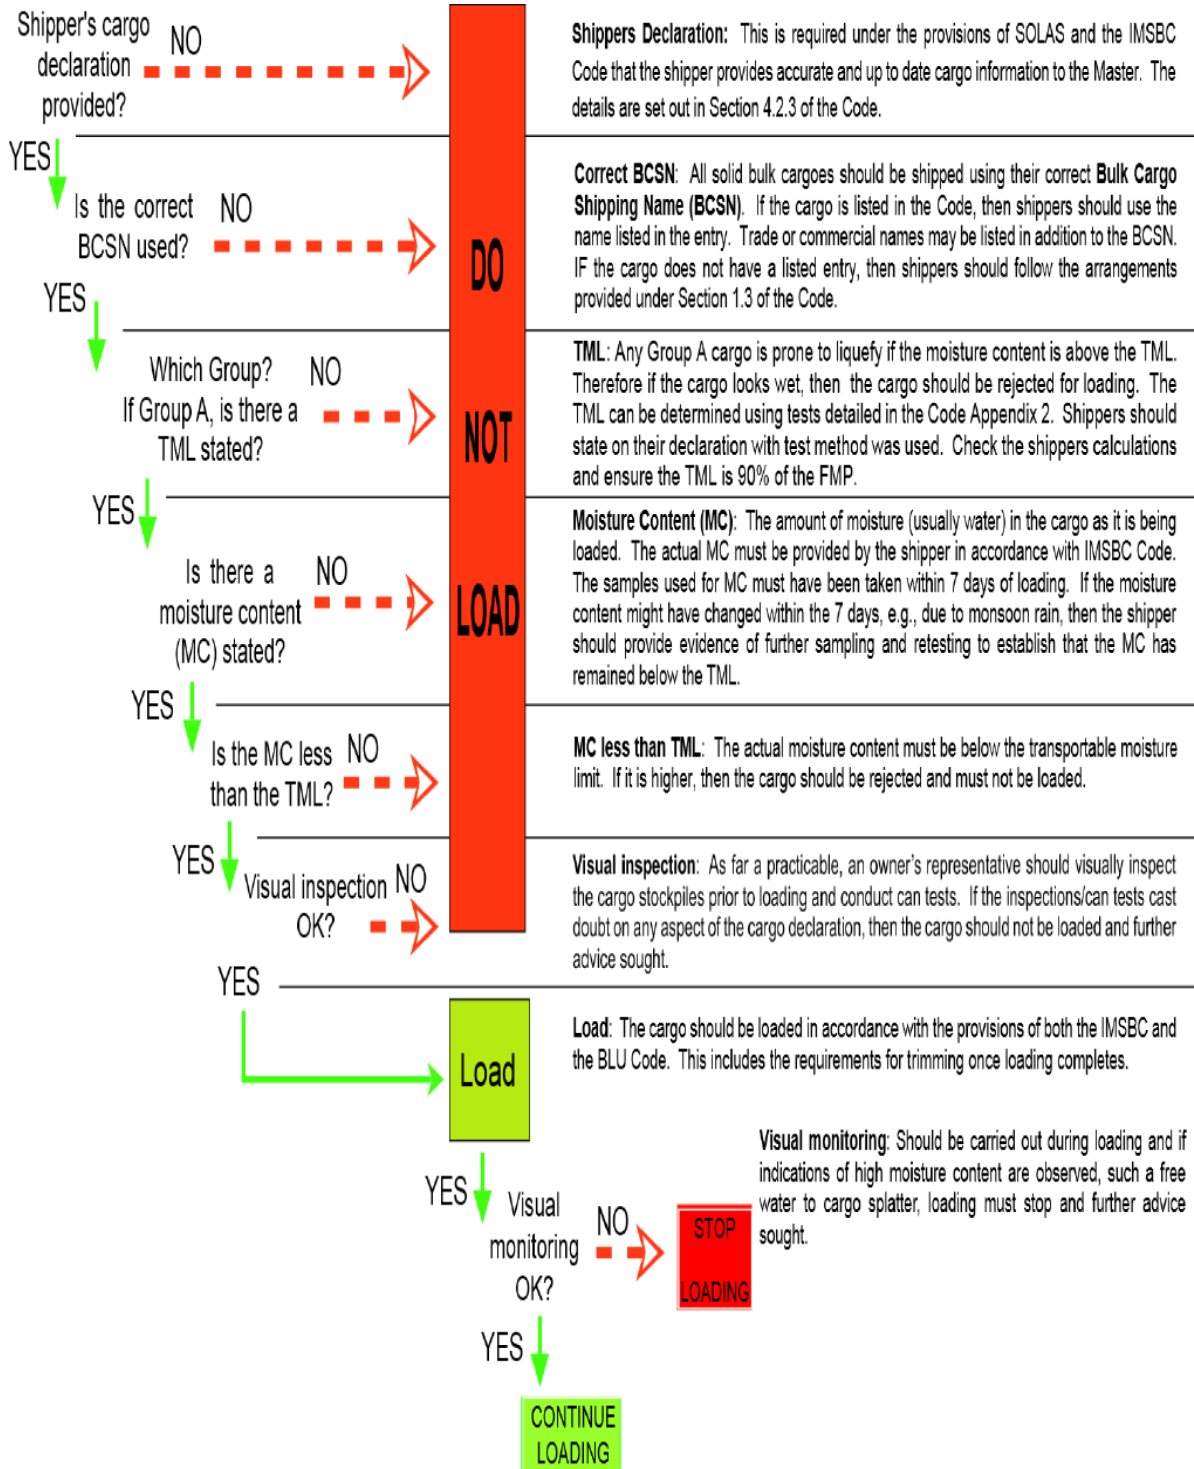 Shipper's cargo
declaration
provided?
NO
Shippers Declaration: This is required under the provisions of SOLAS and the IMSBC
Code that the shipper provides accurate and up to date cargo information to the Master. The
details are set out in Section 4.2.3 of the Code.
YES
Is the correct
BCSN used?
NO
Correct BCSN: All solid bulk cargoes should be shipped using their correct Bulk Cargo
Shipping Name (BCSN). If the cargo is listed in the Code, then shippers should use the
name listed in the entry. Trade or commercial names may be listed in addition to the BCSN.
IF the cargo does not have a listed entry, then shippers should follow the arrangements
provided under Section 1.3 of the Code.
DO
NOT
LOAD
YES
Which Group?
If Group A, is there a
TML stated?
NO
TML: Any Group A cargo is prone to liquefy if the moisture content is above the TML.
Therefore if the cargo looks wet, then the cargo should be rejected for loading. The
TML can be determined using tests detailed in the Code Appendix 2. Shippers should
state on their declaration with test method was used. Check the shippers calculations
and ensure the TML is 90% of the FMP.
YES
Is there a
moisture content
(MC) stated?
NO
Moisture Content (MC): The amount of moisture (usually water) in the cargo as it is being
loaded. The actual MC must be provided by the shipper in accordance with IMSBC Code.
The samples used for MC must have been taken within 7 days of loading. If the moisture
content might have changed within the 7 days, e.g., due to monsoon rain, then the shipper
should provide evidence of further sampling and retesting to establish that the MC has
remained below the TML.
YES
Is the MC less
than the TML?
NO
MC less than TML: The actual moisture content must be below the transportable moisture
limit. If it is higher, then the cargo should be rejected and must not be loaded.
YES
Visual inspection
OK?
NO
Visual inspection: As far a practicable, an owner's representative should visually inspect
the cargo stockpiles prior to loading and conduct can tests. If the inspections/can tests cast
doubt on any aspect of the cargo declaration, then the cargo should not be loaded and further
advice sought.
YES
Load
Load: The cargo should be loaded in accordance with the provisions of both the IMSBC and
the BLU Code. This includes the requirements for trimming once loading completes.
YES
Visual
monitoring
OK?
NO
STOP
LOADING
Visual monitoring: Should be carried out during loading and if
indications of high moisture content are observed, such a free
water to cargo splatter, loading must stop and further advice
sought.
YES
CONTINUE
LOADING